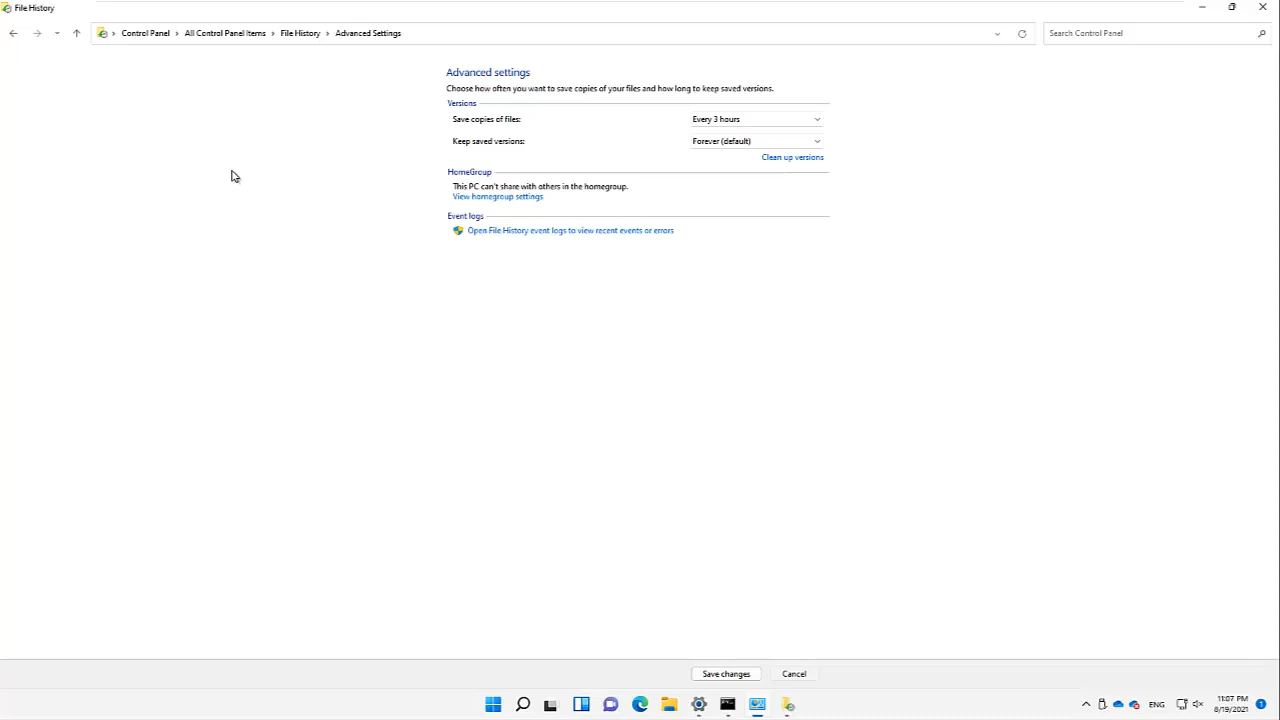 File History
Control Panel › All Control Panel Items › File History › Advanced Settings
Search Control Panel
Advanced settings
Choose how often you want to save copies of your files and how long to keep saved versions.
Versions
Save copies of files: Every 3 hours
Keep saved versions: Forever (default)
Clean up versions
HomeGroup
This PC can't share with others in the homegroup.
View homegroup settings
Event logs
Open File History event logs to view recent events or errors
Save changes Cancel
ENG
11:07 PM
8/19/2021
1